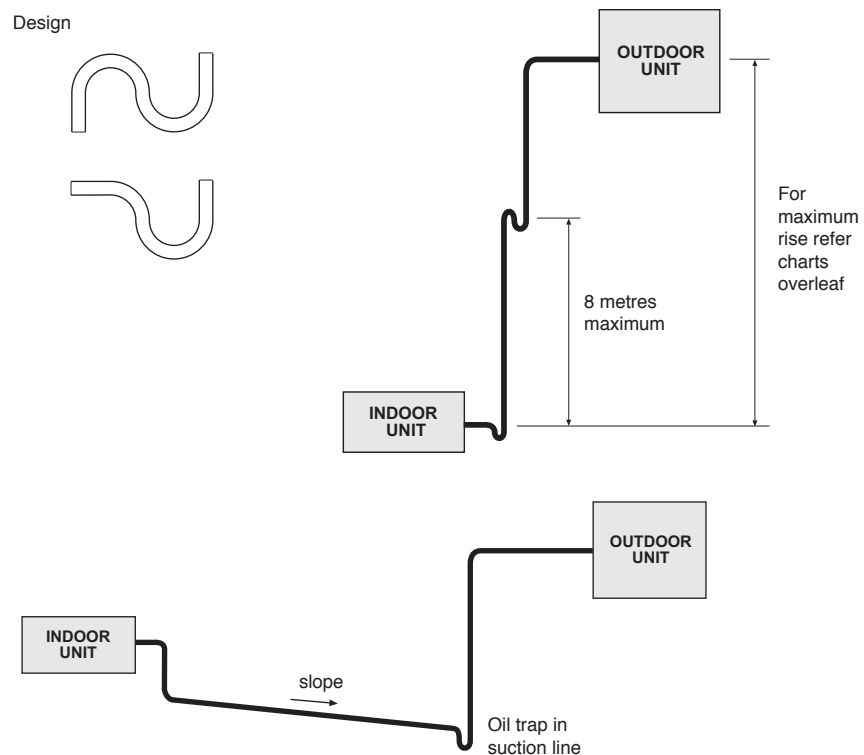 Design
OUTDOOR
UNIT
For
maximum
rise refer
charts
overleaf
8 metres
maximum
INDOOR
UNIT
OUTDOOR
UNIT
INDOOR
UNIT
slope
Oil trap in
suction line